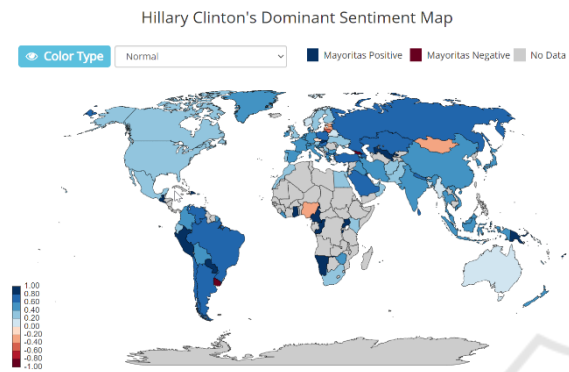 Hillary Clinton's Dominant Sentiment Map
Color Type
Normal
Mayoritas Positive
Mayoritas Negative
No Data
1.00
0.80
0.60
0.40
0.20
0.00
-0.20
-0.40
-0.60
-0.80
-1.00